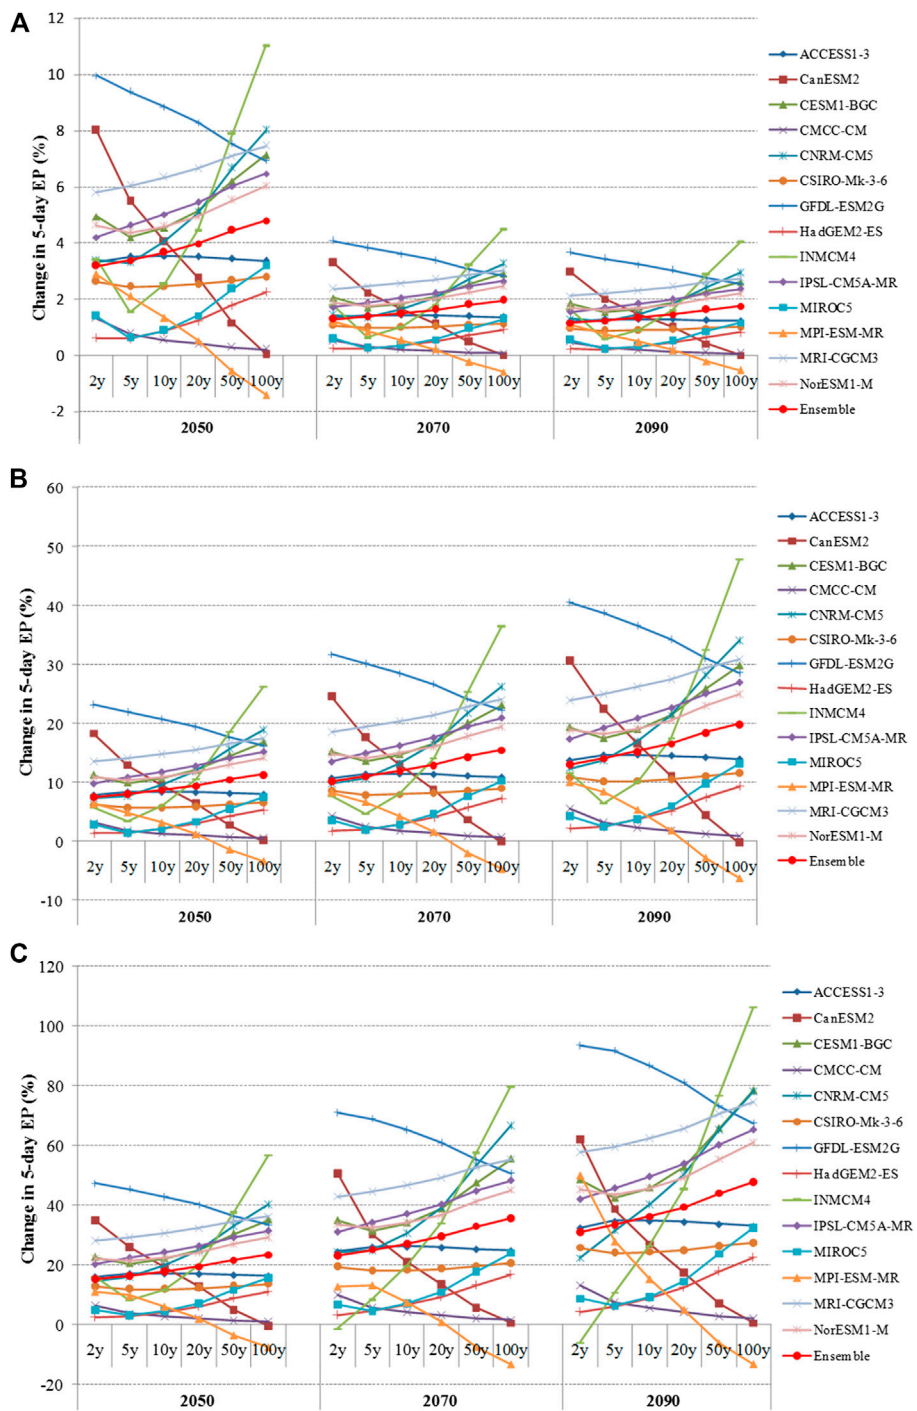 A
Change in 5-day EP (%)
12
10
8
6
4
2
0
-2
2y 5y 10y 20y 50y 100y 2y 5y 10y 20y 50y 100y 2y 5y 10y 20y 50y 100y
2050 2070 2090
ACCESS1-3
CanESM2
CESM1-BGC
CMCC-CM
CNRM-CM5
CSIRO-Mk-3-6
GFDL-ESM2G
HadGEM2-ES
INMCM4
IPSL-CM5A-MR
MIROC5
MPI-ESM-MR
MRI-CGCM3
NorESM1-M
Ensemble
B
Change in 5-day EP (%)
60
50
40
30
20
10
0
-10
2y 5y 10y 20y 50y 100y 2y 5y 10y 20y 50y 100y 2y 5y 10y 20y 50y 100y
2050 2070 2090
ACCESS1-3
CanESM2
CESM1-BGC
CMCC-CM
CNRM-CM5
CSIRO-Mk-3-6
GFDL-ESM2G
HadGEM2-ES
INMCM4
IPSL-CM5A-MR
MIROC5
MPI-ESM-MR
MRI-CGCM3
NorESM1-M
Ensemble
C
Change in 5-day EP (%)
120
100
80
60
40
20
0
-20
2y 5y 10y 20y 50y 100y 2y 5y 10y 20y 50y 100y 2y 5y 10y 20y 50y 100y
2050 2070 2090
ACCESS1-3
CanESM2
CESM1-BGC
CMCC-CM
CNRM-CM5
CSIRO-Mk-3-6
GFDL-ESM2G
HadGEM2-ES
INMCM4
IPSL-CM5A-MR
MIROC5
MPI-ESM-MR
MRI-CGCM3
NorESM1-M
Ensemble